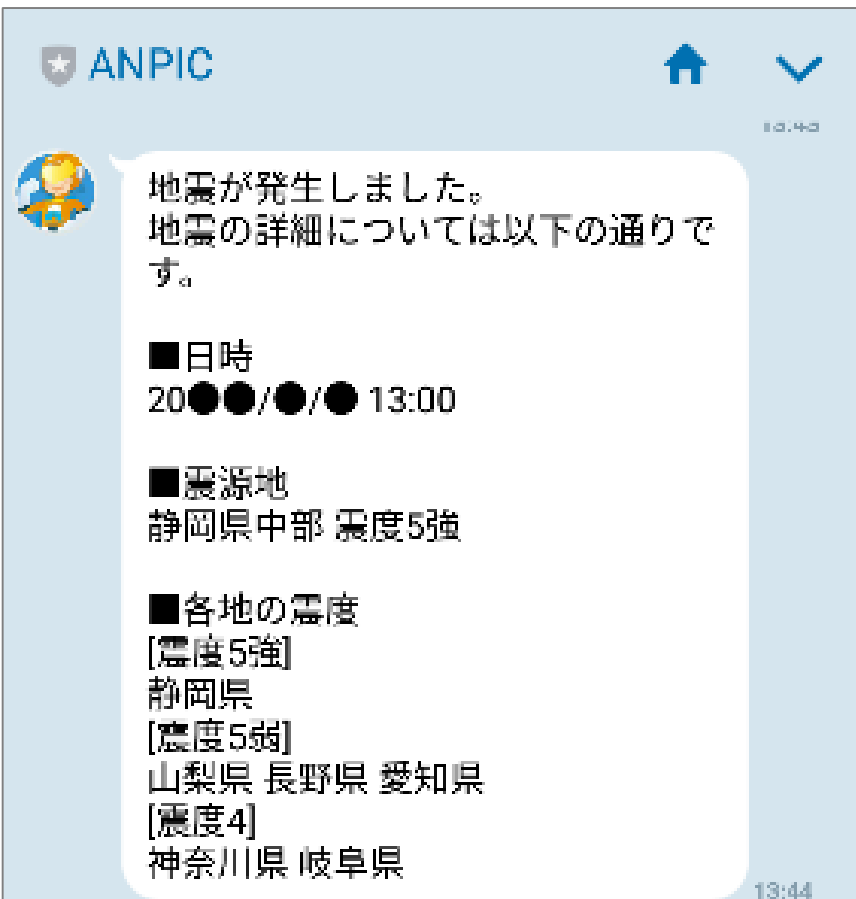 ANPIC
地震が発生しました。
地震の詳細については以下の通りで
す。
■日時
20●●/●/● 13:00
■震源地
静岡県中部 震度5強
■各地の震度
[震度5強]
静岡県
[震度5弱]
山梨県 長野県 愛知県
[震度4]
神奈川県 岐阜県
13:44